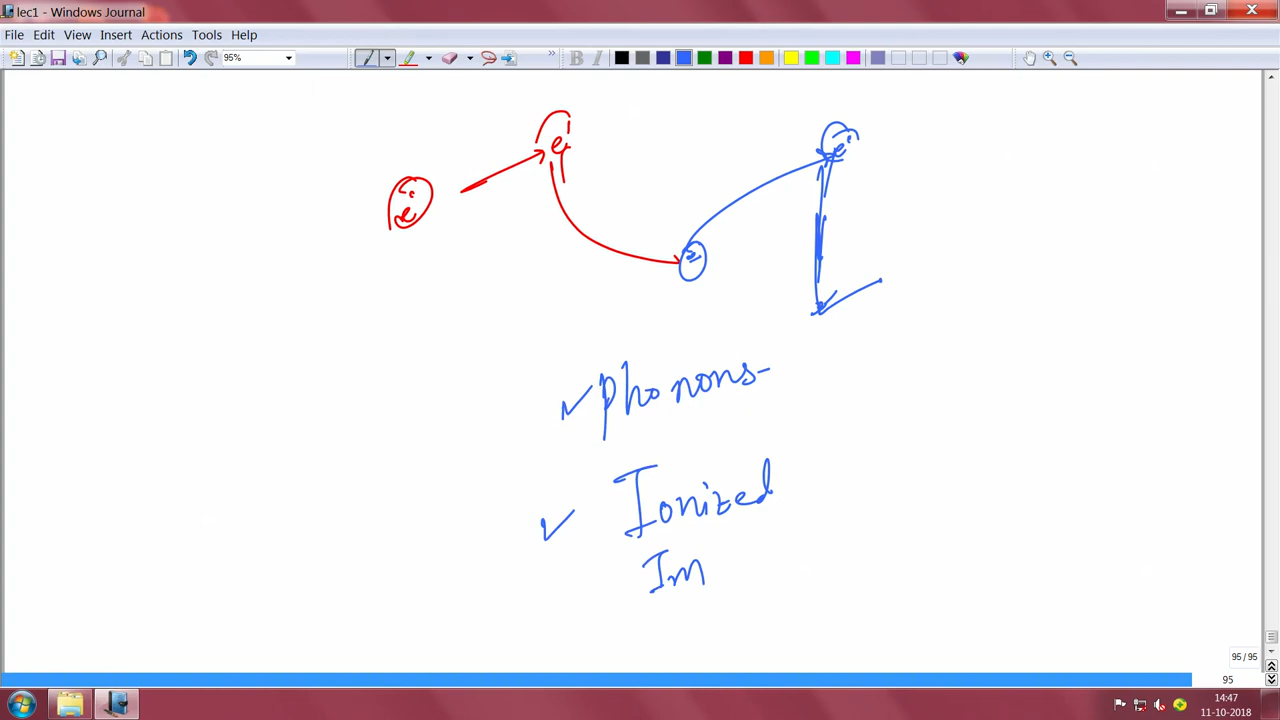 lec1 - Windows Journal
File Edit View Insert Actions Tools Help
95%
B I
e
e
e
Phonons-
Ionized
Im
95 / 95
95
14:47
11-10-2018